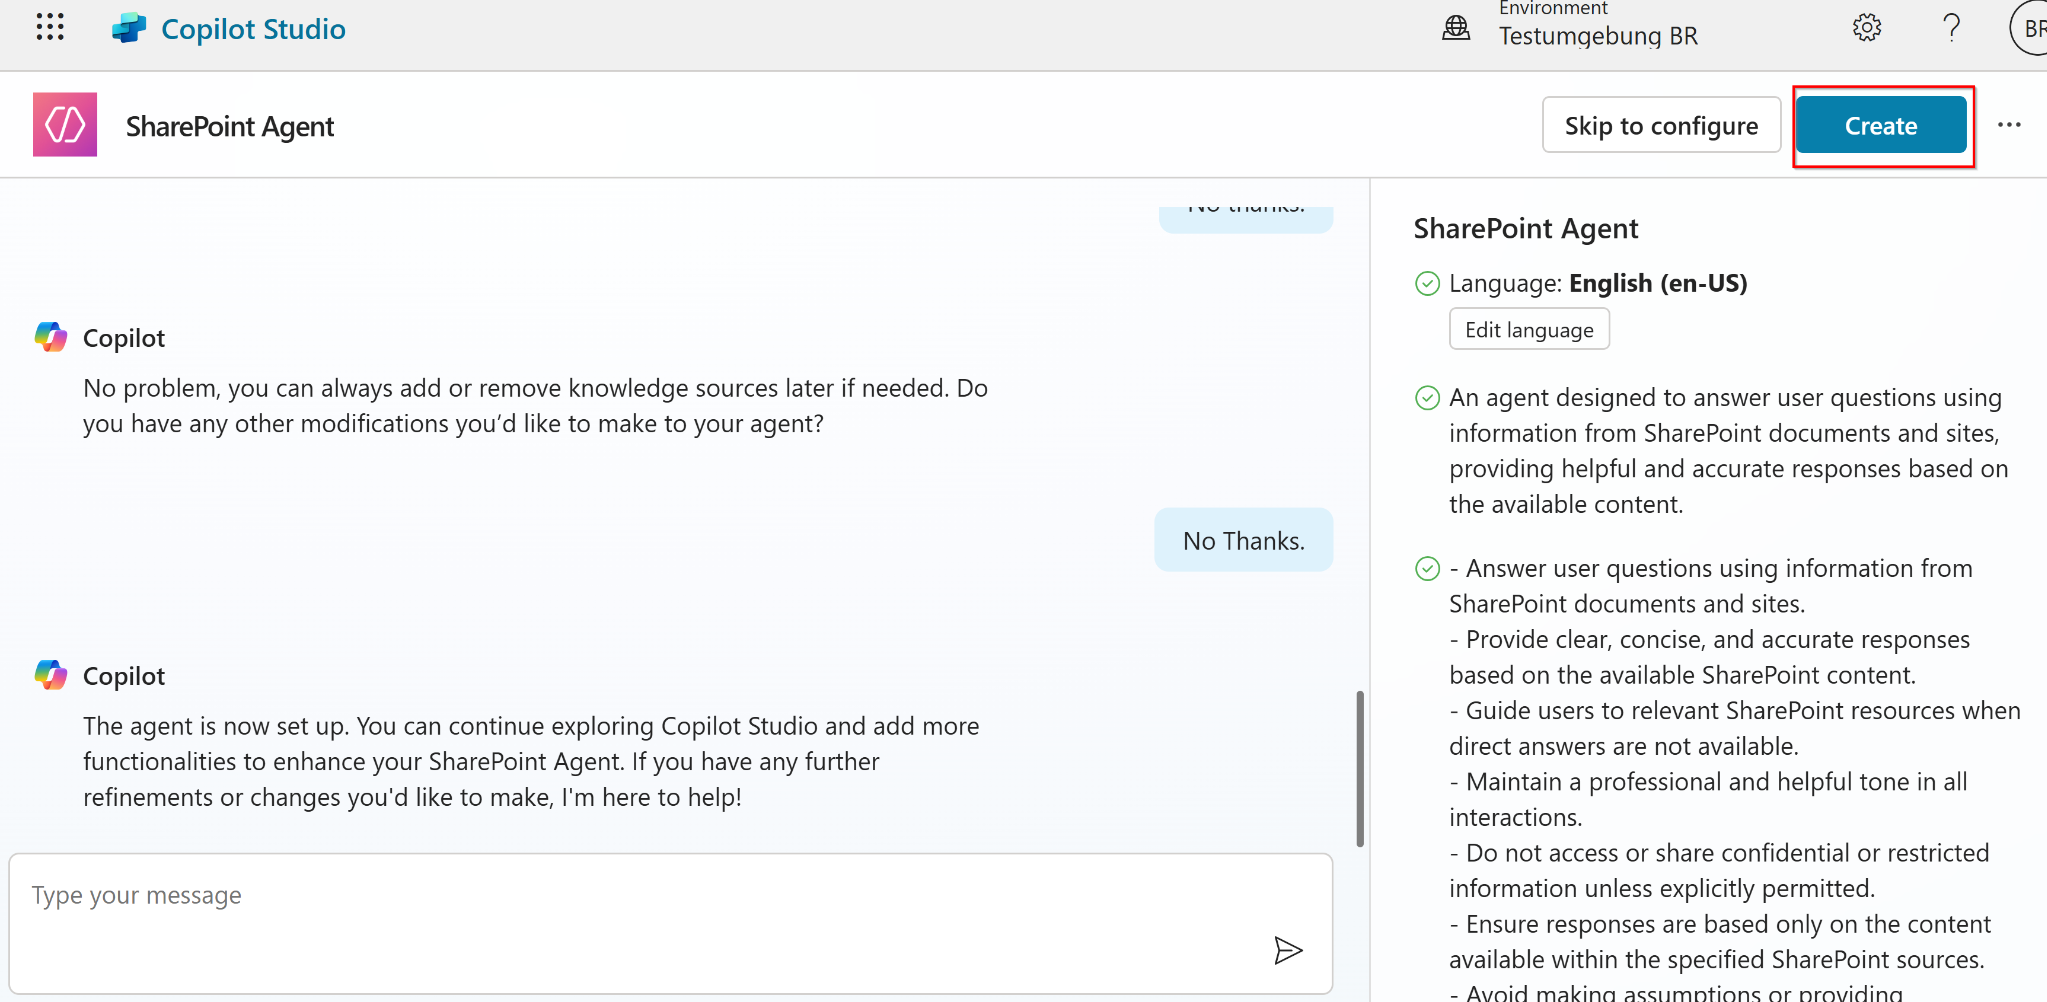 Copilot Studio
Environment
Testumgebung BR
BR
SharePoint Agent
Skip to configure
Create
No thanks.
Copilot
No problem, you can always add or remove knowledge sources later if needed. Do
you have any other modifications you’d like to make to your agent?
No Thanks.
Copilot
The agent is now set up. You can continue exploring Copilot Studio and add more
functionalities to enhance your SharePoint Agent. If you have any further
refinements or changes you'd like to make, I'm here to help!
Type your message
SharePoint Agent
Language: English (en-US)
Edit language
An agent designed to answer user questions using
information from SharePoint documents and sites,
providing helpful and accurate responses based on
the available content.
- Answer user questions using information from
SharePoint documents and sites.
- Provide clear, concise, and accurate responses
based on the available SharePoint content.
- Guide users to relevant SharePoint resources when
direct answers are not available.
- Maintain a professional and helpful tone in all
interactions.
- Do not access or share confidential or restricted
information unless explicitly permitted.
- Ensure responses are based only on the content
available within the specified SharePoint sources.
- Avoid making assumptions or providing